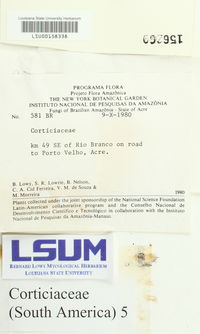 Louisiana State University Herbarium
LSU00158338
PROGRAMA FLORA
Projeto Flora Amazônica
THE NEW YORK BOTANICAL GARDEN
INSTITUTO NACIONAL DE PESQUISAS DA AMAZÔNIA
Fungi of Brazilian Amazônia - State of Acre
No. 581 BR 9-X-1980
Corticiaceae
km 49 SE of Rio Branco on road
to Porto Velho, Acre.
B. Lowy, S. R. Lowrie, B. Nelson,
C. A. Cid Ferreira, V. M. de Souza &
M. Moreira 1980
Plants collected under the joint sponsorship of the National Science Foundation
Latin-American collaborative program and the Conselho Nacional de
Desenvolvimento Científico e Tecnológico in collaboration with the Instituto
Nacional de Pesquisas da Amazônia-Manaus.
LSUM
BERNARD LOWY MYCOLOGICAL HERBARIUM
LOUISIANA STATE UNIVERSITY
Corticiaceae
(South America) 5